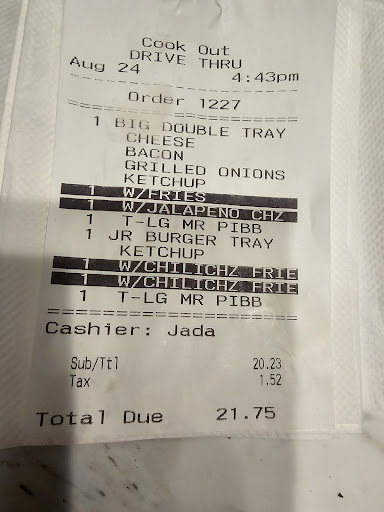 Cook Out
DRIVE THRU
Aug 24 4:43pm
Order 1227
1 BIG DOUBLE TRAY
CHEESE
BACON
GRILLED ONIONS
KETCHUP
1 W/FRIES
1 W/JALAPENO CHZ
1 T-LG MR PIBB
1 JR BURGER TRAY
KETCHUP
1 W/CHILICHZ FRIE
1 W/CHILICHZ FRIE
1 T-LG MR PIBB
Cashier: Jada
Sub/Ttl 20.23
Tax 1.52
Total Due 21.75